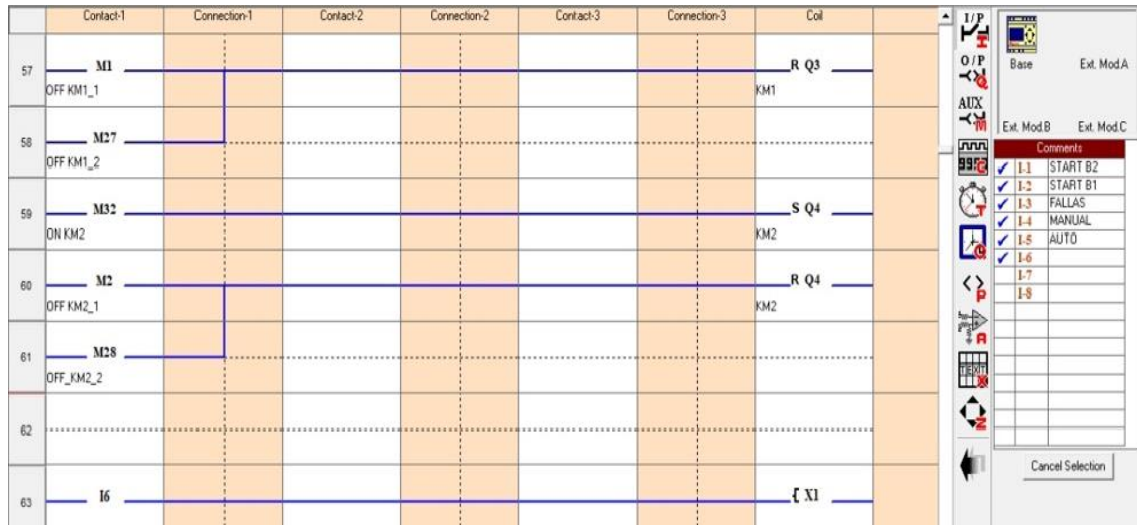 Contact-1 Connection-1 Contact-2 Connection-2 Contact-3 Connection-3 Coil
57 M1 R Q3
OFF KM1_1 KM1
58 M27
OFF KM1_2
59 M32 S Q4
ON KM2 KM2
60 M2 R Q4
OFF KM2_1 KM2
61 M28
OFF_KM2_2
62
63 I6 { X1
I/P
I
O/P
Q
AUX
M
C
T
Q
P
A
TEXT
Z
Base Ext. Mod.A
Ext. Mod.B Ext. Mod.C
Comments
I-1 START B2
I-2 START B1
I-3 FALLAS
I-4 MANUAL
I-5 AUTO
I-6
I-7
I-8
Cancel Selection